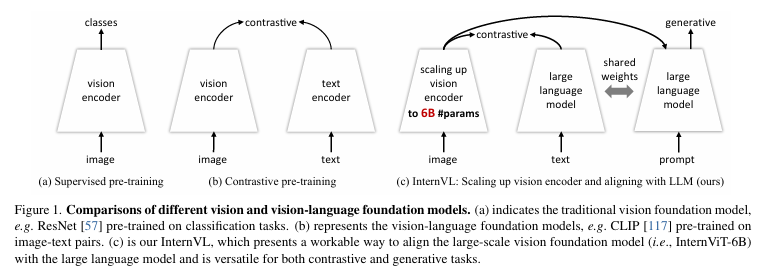 classes
contrastive
contrastive
generative
vision
encoder
vision
encoder
text
encoder
scaling up
vision
encoder
to 6B #params
large
language
model
shared
weights
large
language
model
image
image
text
image
text
prompt
(a) Supervised pre-training
(b) Contrastive pre-training
(c) InternVL: Scaling up vision encoder and aligning with LLM (ours)
Figure 1. Comparisons of different vision and vision-language foundation models. (a) indicates the traditional vision foundation model,
e.g. ResNet [57] pre-trained on classification tasks. (b) represents the vision-language foundation models, e.g. CLIP [117] pre-trained on
image-text pairs. (c) is our InternVL, which presents a workable way to align the large-scale vision foundation model (i.e., InternViT-6B)
with the large language model and is versatile for both contrastive and generative tasks.